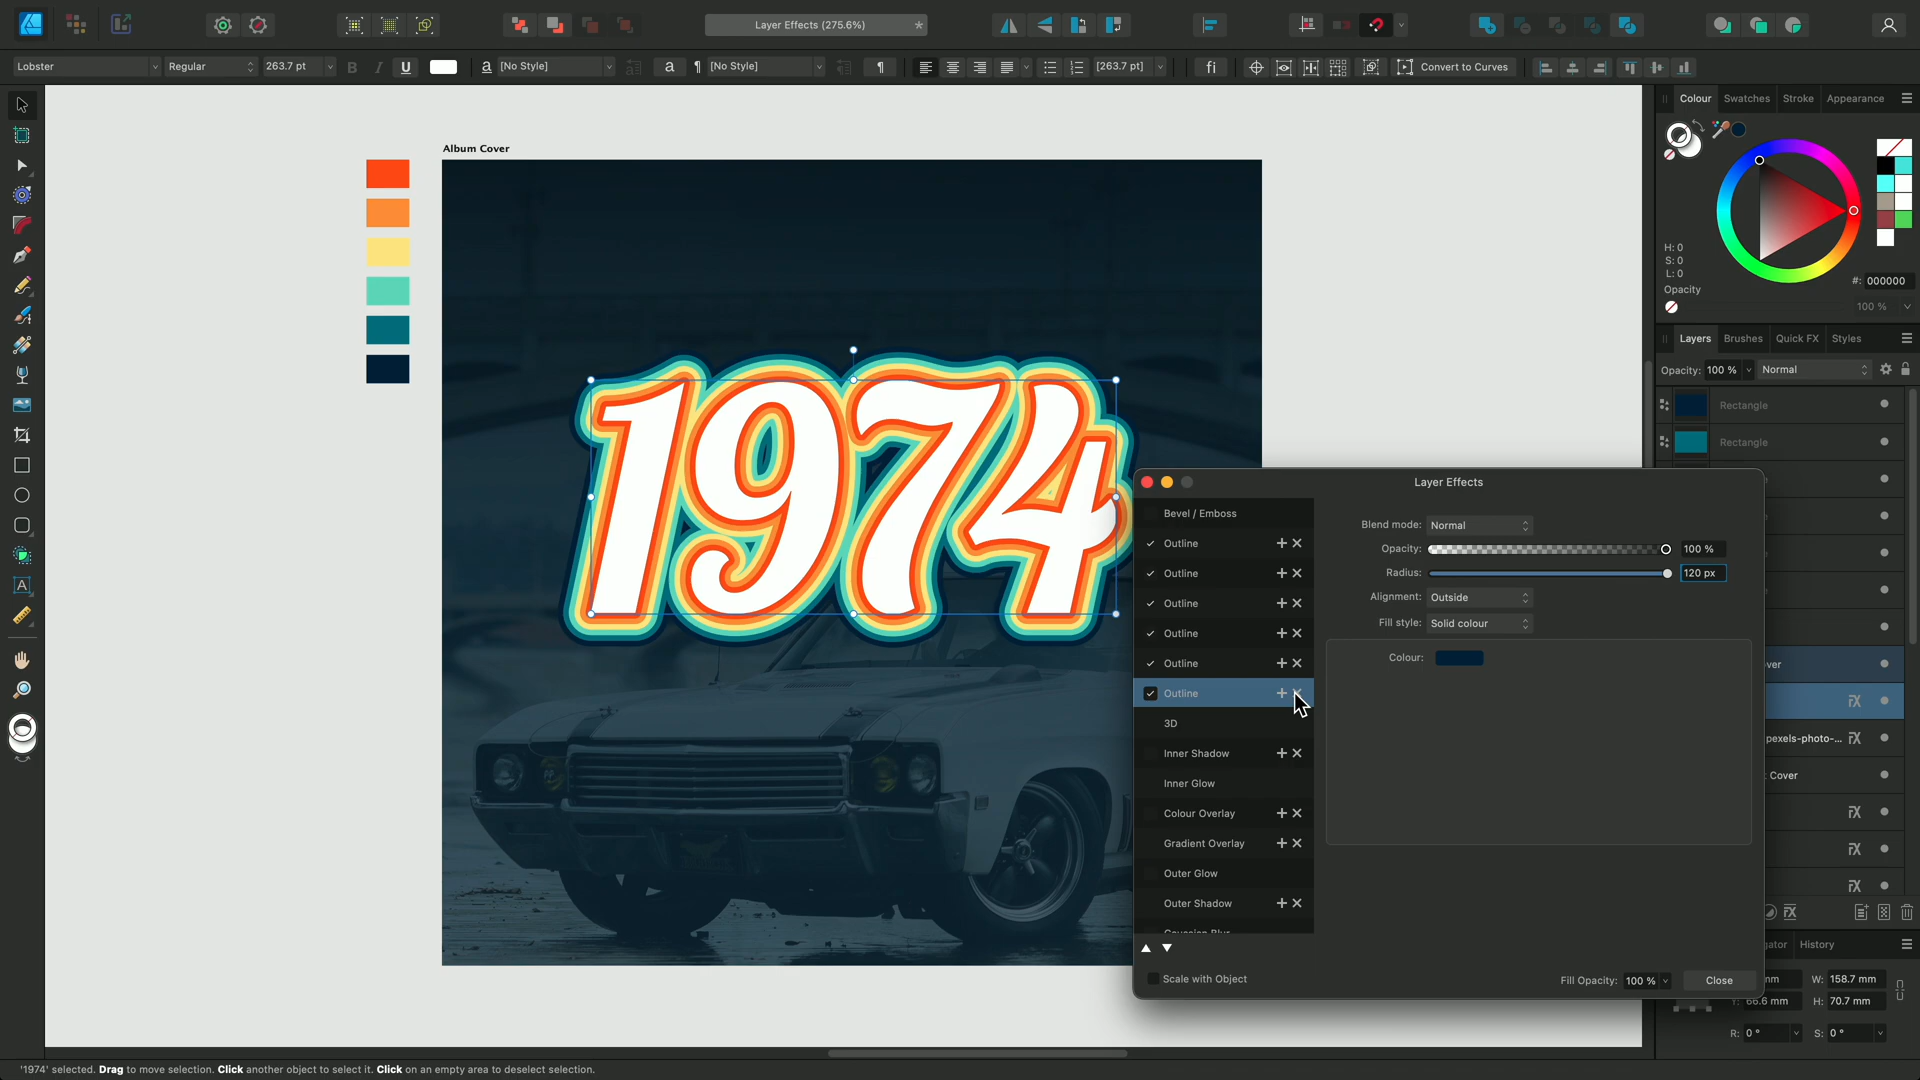 Layer Effects (275.6%)
*
Lobster
Regular
263.7 pt
B
I
U
a
[No Style]
a
¶
[No Style]
¶
[263.7 pt]
fi
Convert to Curves
Colour
Swatches
Stroke
Appearance
H: 0
S: 0
L: 0
#: 000000
Opacity
100 %
Album Cover
1974
Layers
Brushes
Quick FX
Styles
Opacity: 100 %
Normal
Rectangle
Rectangle
ver
pexels-photo-...
Cover
Layer Effects
Bevel / Emboss
Outline
Outline
Outline
Outline
Outline
Outline
3D
Inner Shadow
Inner Glow
Colour Overlay
Gradient Overlay
Outer Glow
Outer Shadow
Blend mode: Normal
Opacity: 100 %
Radius: 120 px
Alignment: Outside
Fill style: Solid colour
Colour:
Scale with Object
Fill Opacity: 100 %
Close
gator
History
mm
W: 158.7 mm
Y: 66.6 mm
H: 70.7 mm
R: 0 °
S: 0 °
'1974' selected. Drag to move selection. Click another object to select it. Click on an empty area to deselect selection.